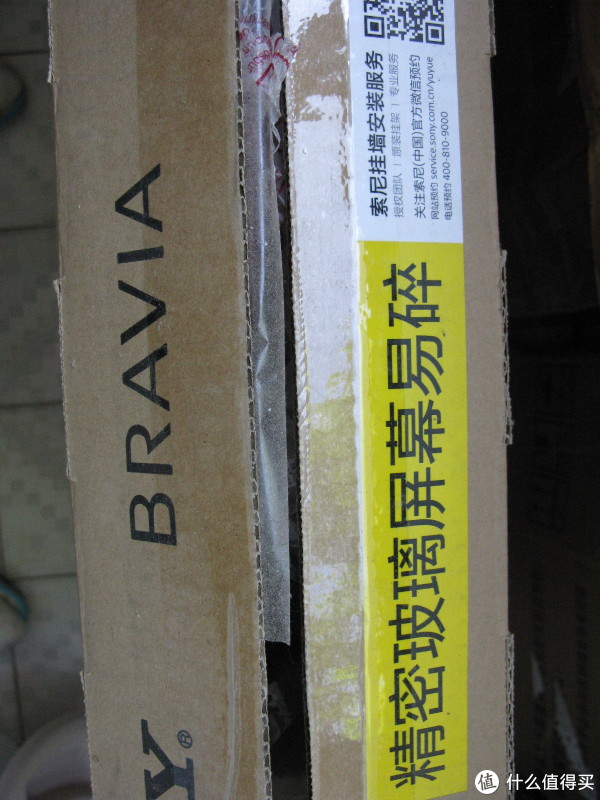 BRAVIA
Y®
索尼挂墙安装服务
授权团队 | 原装挂架 | 专业服务
关注索尼(中国)官方微信预约
网站预约 service.sony.com.cn/yuyue
电话预约 400-810-9000
精密玻璃屏幕易碎
值 什么值得买